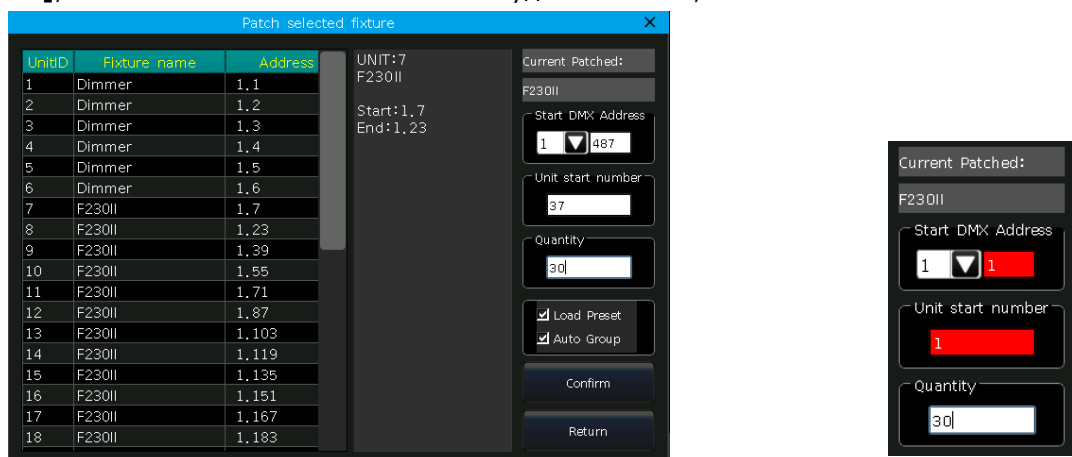 Patch selected fixture
UnitID Fixture name Address
1 Dimmer 1.1
2 Dimmer 1.2
3 Dimmer 1.3
4 Dimmer 1.4
5 Dimmer 1.5
6 Dimmer 1.6
7 F230II 1.7
8 F230II 1.23
9 F230II 1.39
10 F230II 1.55
11 F230II 1.71
12 F230II 1.87
13 F230II 1.103
14 F230II 1.119
15 F230II 1.135
16 F230II 1.151
17 F230II 1.167
18 F230II 1.183
UNIT:7
F230II
Start:1.7
End:1.23
Current Patched:
F230II
Start DMX Address
1 487
Unit start number
37
Quantity
30
Load Preset
Auto Group
Confirm
Return
Current Patched:
F230II
Start DMX Address
1 1
Unit start number
1
Quantity
30